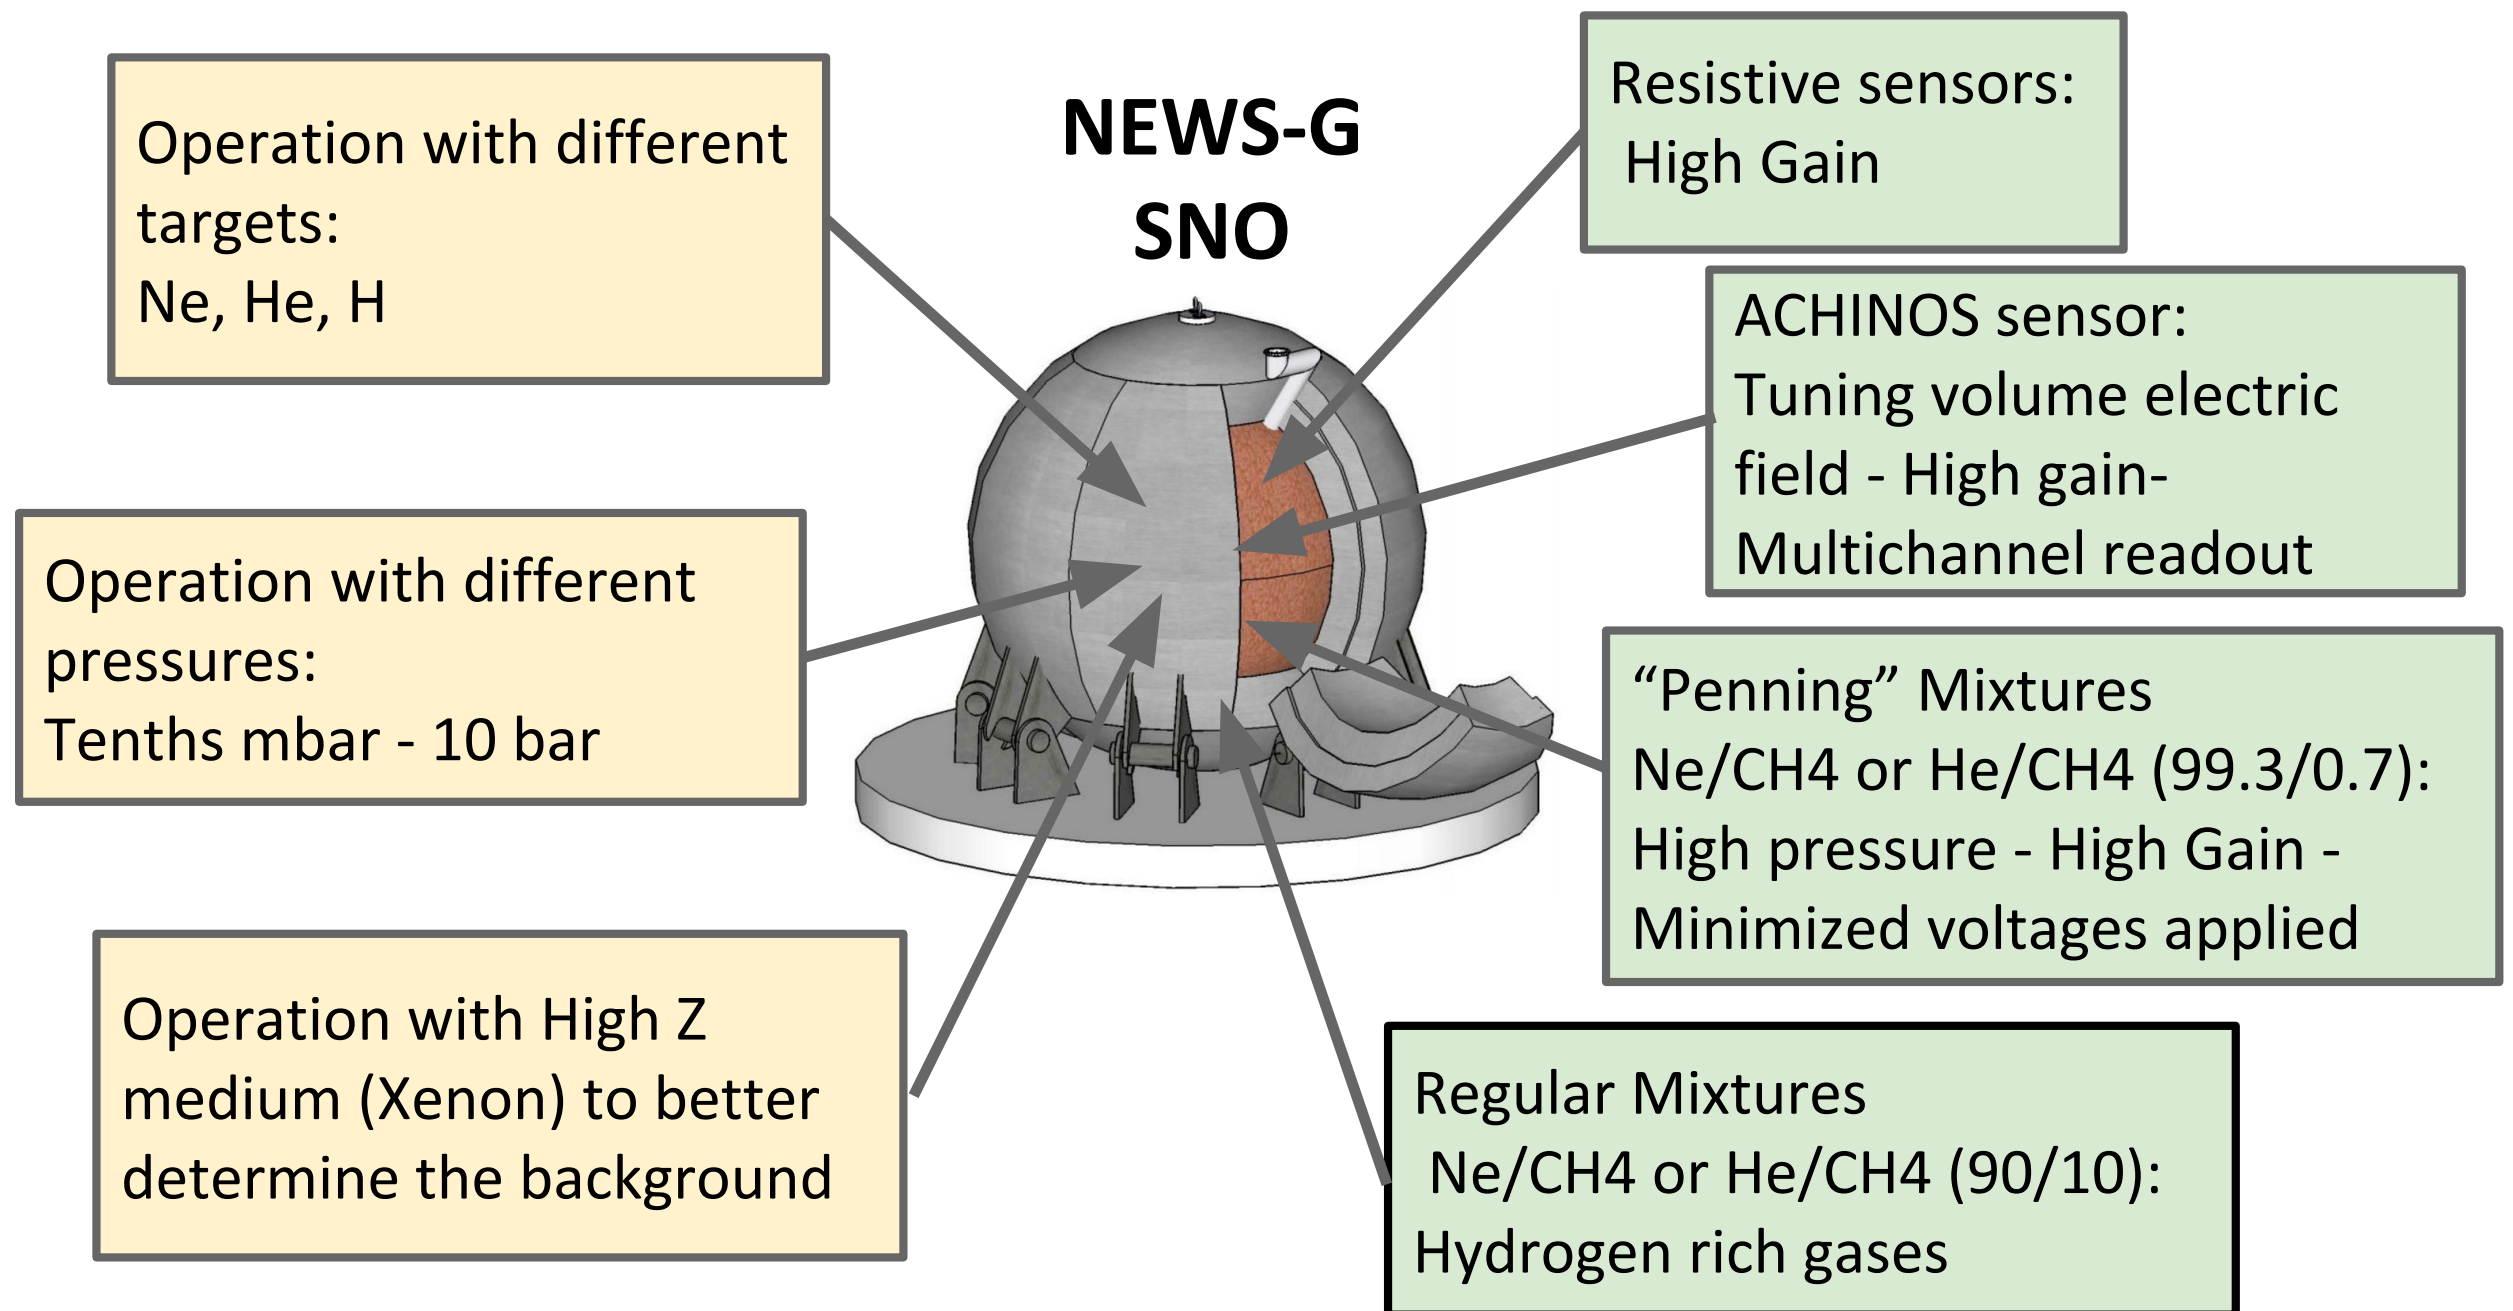 NEWS-G
SNO
Operation with different
targets:
Ne, He, H
Operation with different
pressures:
Tenths mbar - 10 bar
Operation with High Z
medium (Xenon) to better
determine the background
Resistive sensors:
High Gain
ACHINOS sensor:
Tuning volume electric
field - High gain-
Multichannel readout
“Penning” Mixtures
Ne/CH4 or He/CH4 (99.3/0.7):
High pressure - High Gain -
Minimized voltages applied
Regular Mixtures
Ne/CH4 or He/CH4 (90/10):
Hydrogen rich gases